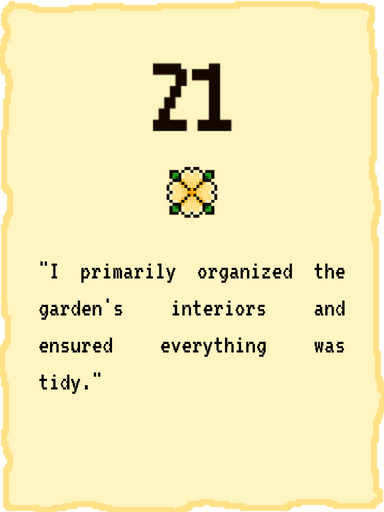 21
"I primarily organized the
garden's interiors and
ensured everything was
tidy."